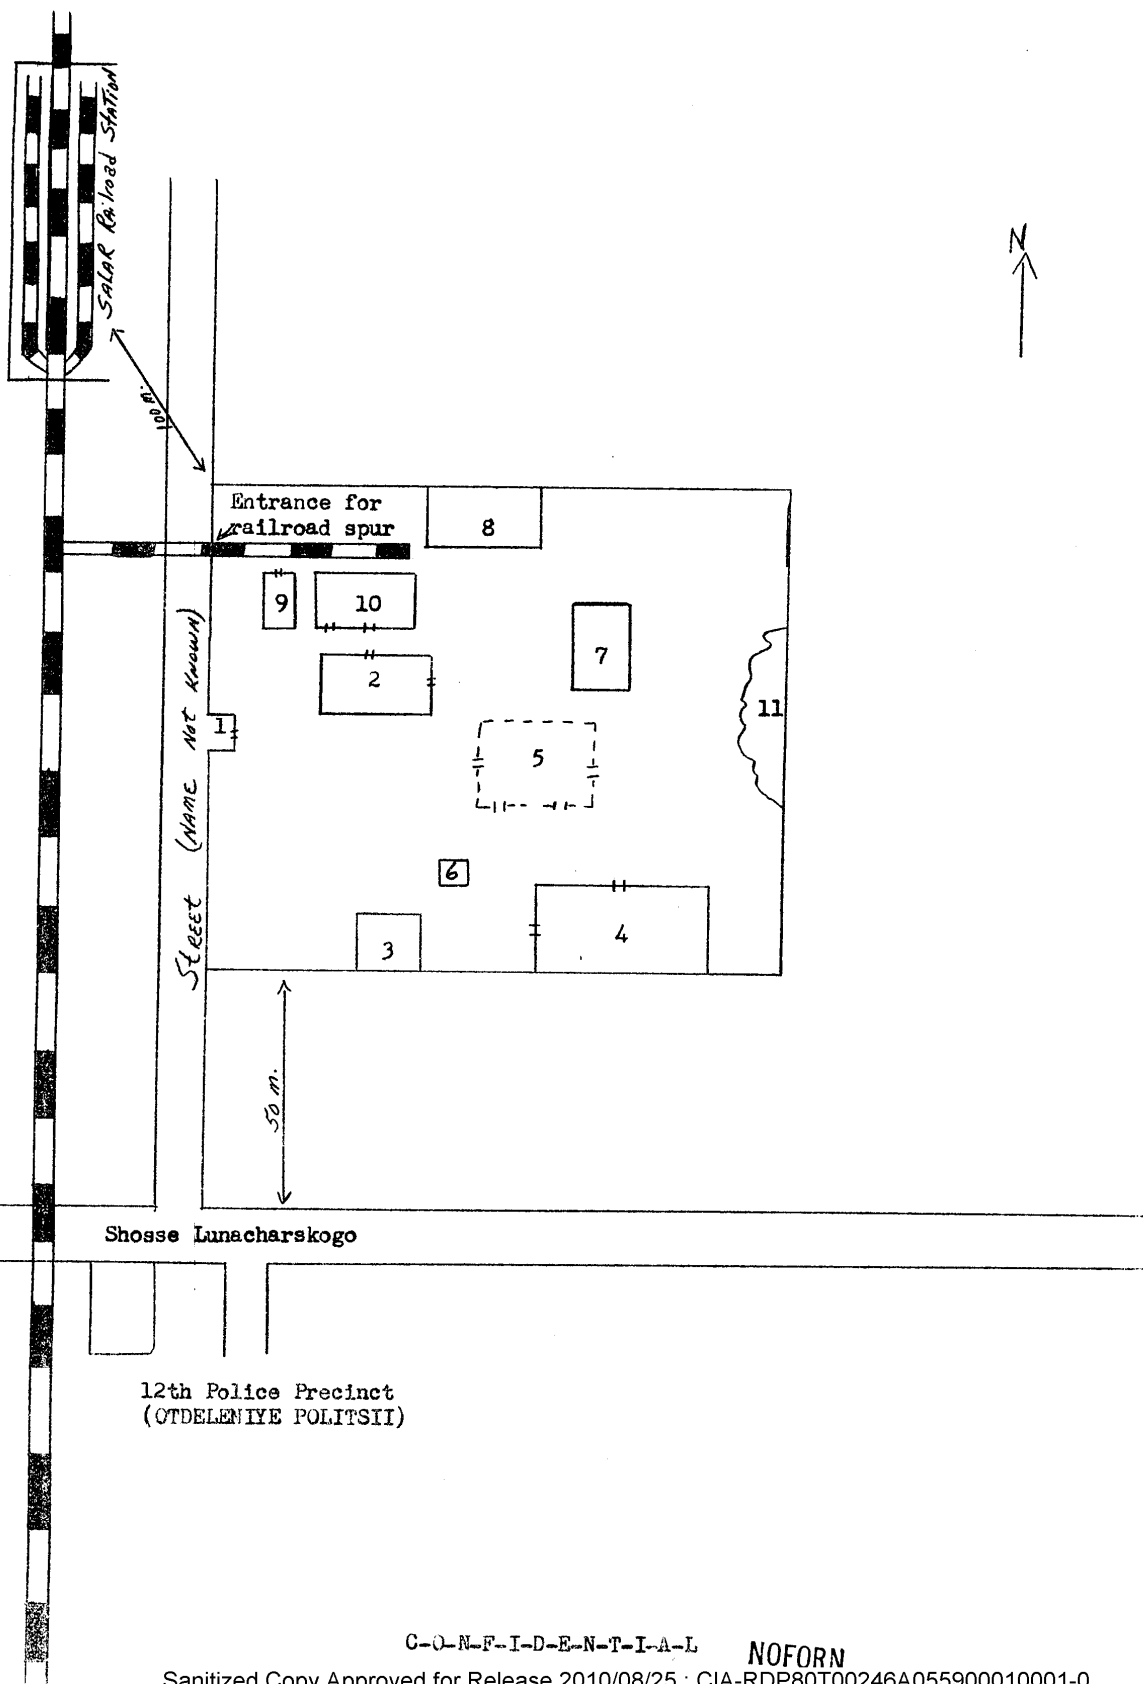 SALAR Railroad STATION
N
100 m.
Entrance for
railroad spur
8
9
10
7
2
11
1
5
STREET (NAME NOT KNOWN)
6
4
3
50 m.
Shosse Lunacharskogo
12th Police Precinct
(OTDELENIYE POLITSII)
C-O-N-F-I-D-E-N-T-I-A-L
NOFORN
Sanitized Copy Approved for Release 2010/08/25 : CIA-RDP80T00246A055900010001-0